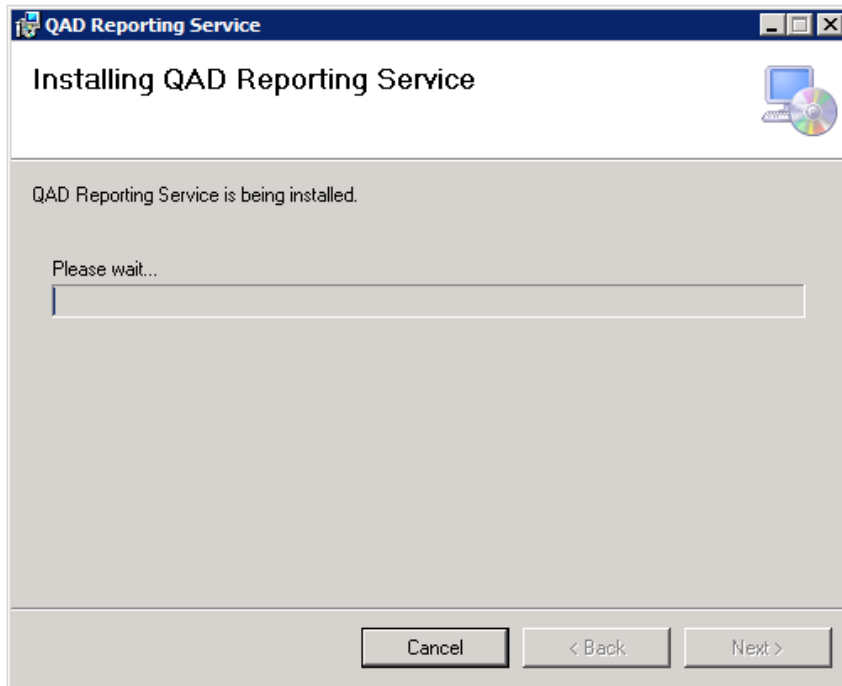 QAD Reporting Service
Installing QAD Reporting Service
QAD Reporting Service is being installed.
Please wait...
Cancel
< Back
Next >